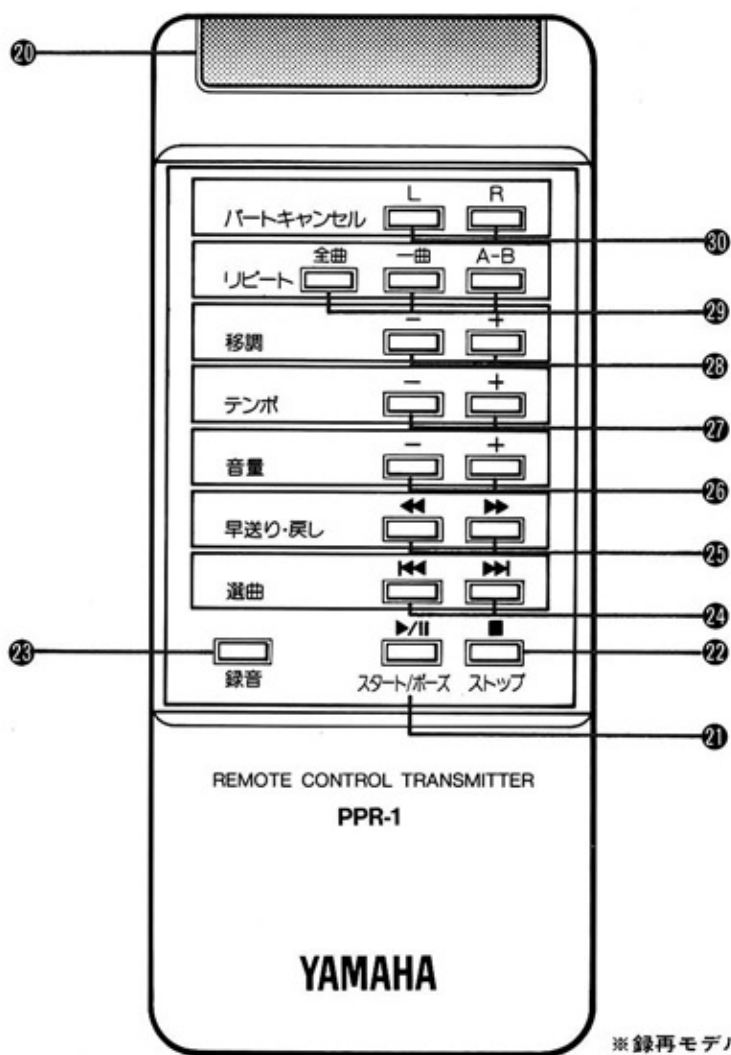 ⑳
L R
パートキャンセル
㉚
全曲 一曲 A-B
リピート
㉙
− +
移調
㉘
− +
テンポ
㉗
− +
音量
㉖
◀◀ ▶▶
早送り・戻し
㉕
|◀◀ ▶▶|
選曲
㉔
▶/II ■
㉓ ㉒
録音 スタート/ポーズ ストップ
㉑
REMOTE CONTROL TRANSMITTER
PPR-1
YAMAHA
※録再モデル